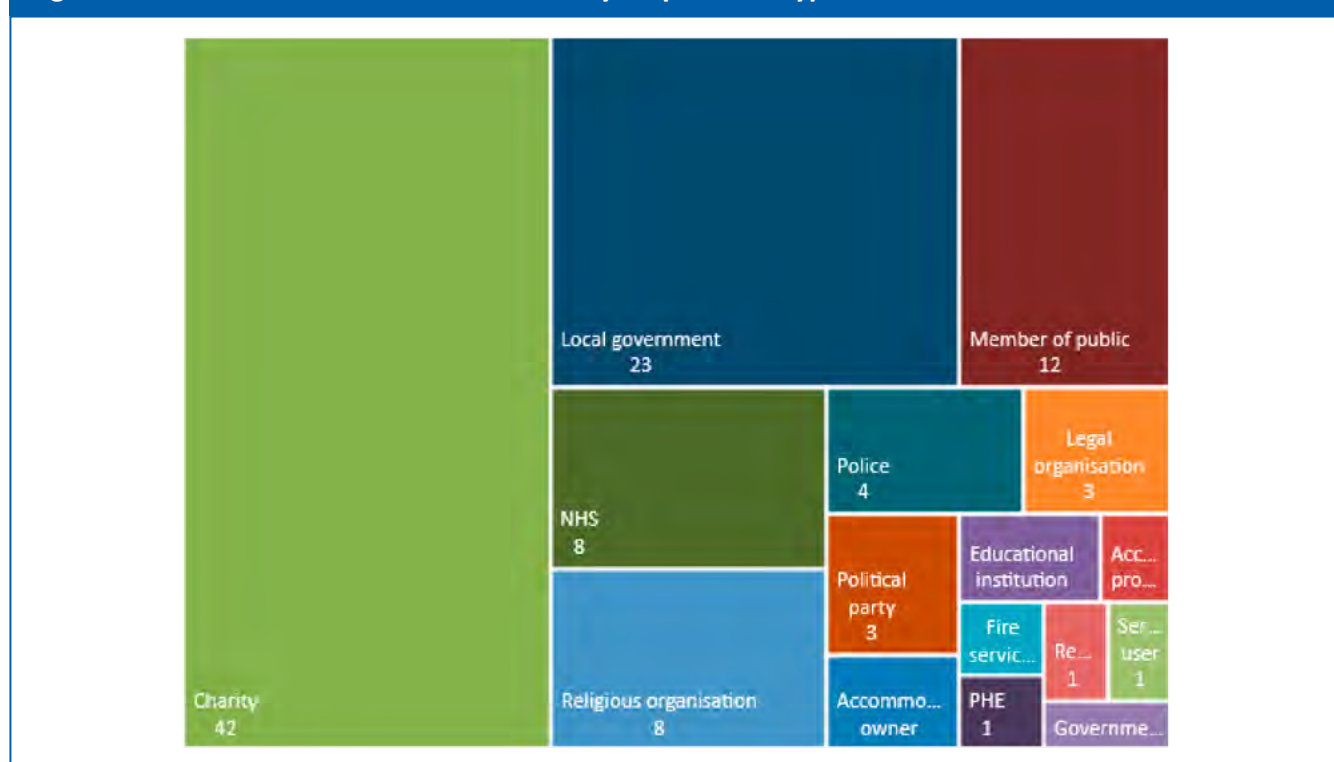 Charity
42
Local government
23
Member of public
12
NHS
8
Religious organisation
8
Police
4
Legal
organisation
3
Political
party
3
Accommo...
owner
Educational
institution
Acc...
pro...
Fire
servic...
Re...
1
Ser...
user
1
PHE
1
Governme...